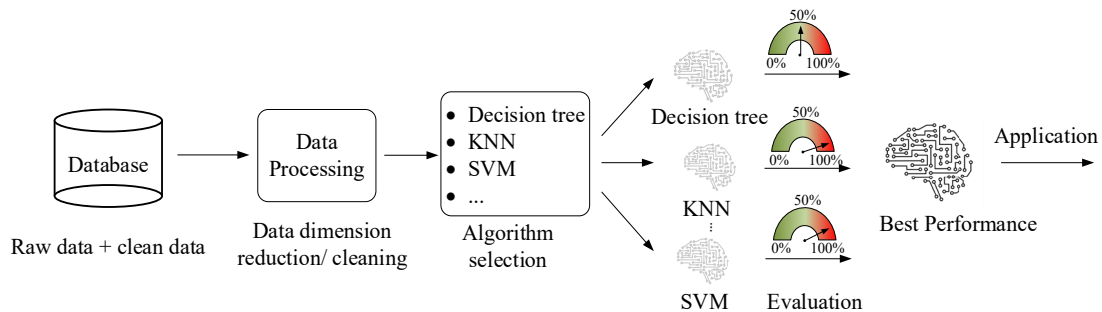 Database
Raw data + clean data
Data
Processing
Data dimension
reduction/ cleaning
● Decision tree
● KNN
● SVM
● ...
Algorithm
selection
Decision tree
KNN
SVM
50%
0% 100%
50%
0% 100%
50%
0% 100%
Evaluation
Best Performance
Application